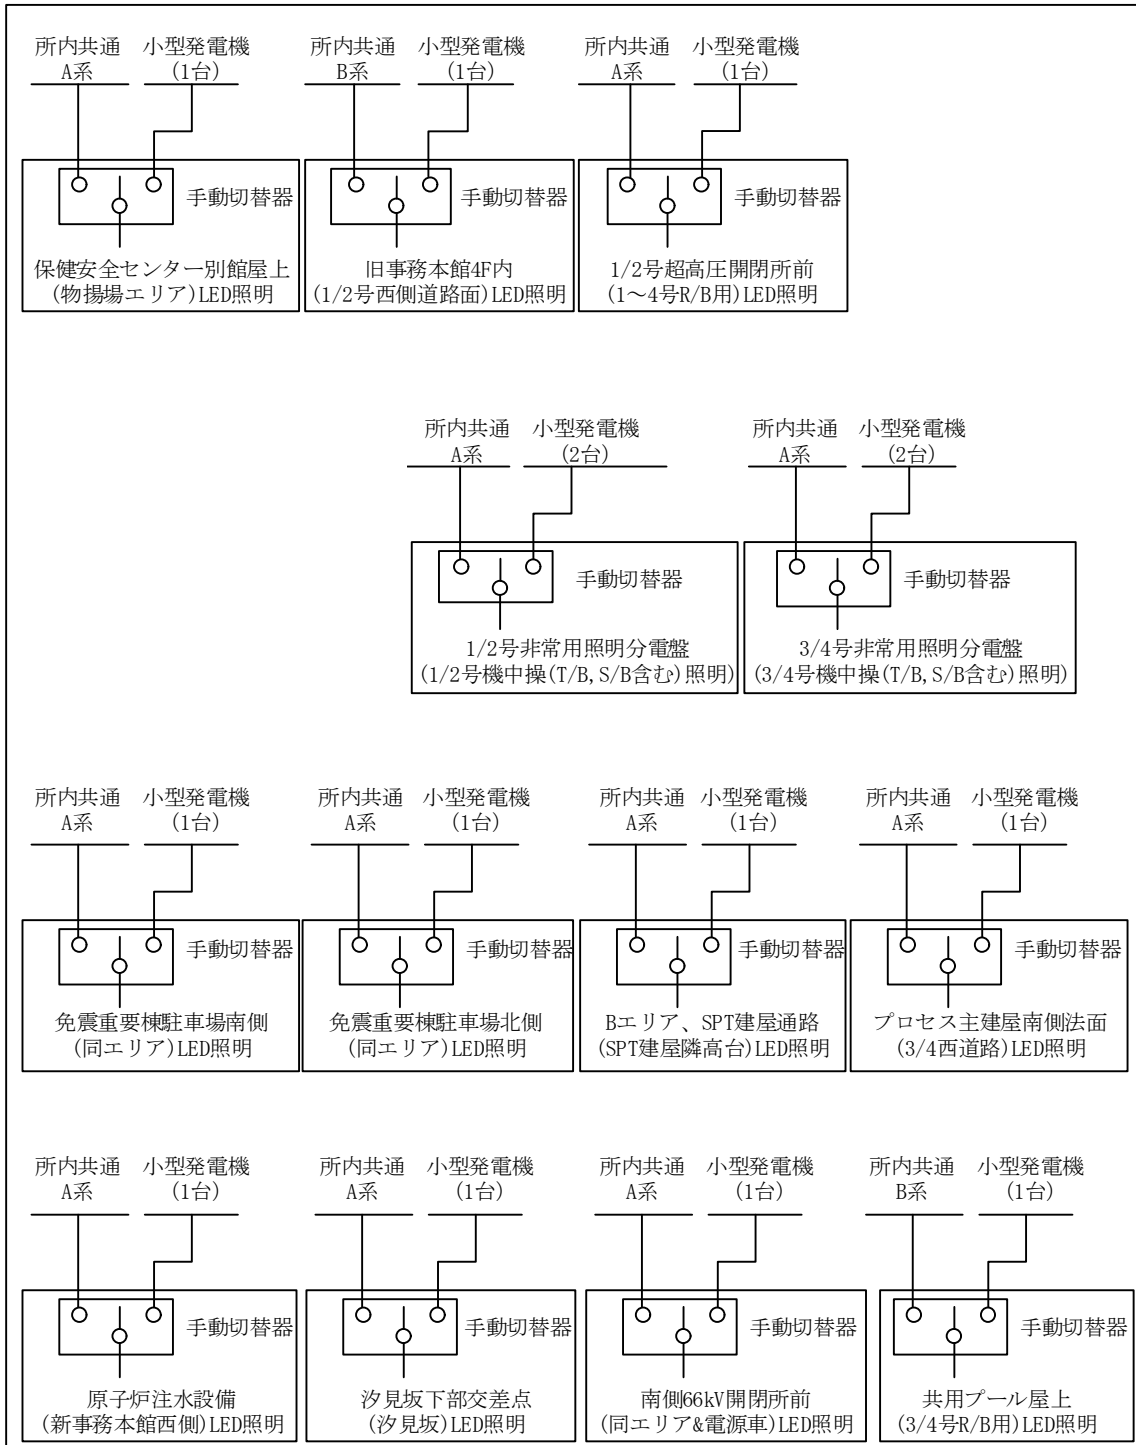 所内共通 小型発電機
A系 (1台)
手動切替器
保健安全センター別館屋上
(物揚場エリア)LED照明
所内共通 小型発電機
B系 (1台)
手動切替器
旧事務本館4F内
(1/2号西側道路面)LED照明
所内共通 小型発電機
A系 (1台)
手動切替器
1/2号超高圧開閉所前
(1～4号R/B用)LED照明
所内共通 小型発電機
A系 (2台)
手動切替器
1/2号非常用照明分電盤
(1/2号機中操(T/B,S/B含む)照明)
所内共通 小型発電機
A系 (2台)
手動切替器
3/4号非常用照明分電盤
(3/4号機中操(T/B,S/B含む)照明)
所内共通 小型発電機
A系 (1台)
手動切替器
免震重要棟駐車場南側
(同エリア)LED照明
所内共通 小型発電機
A系 (1台)
手動切替器
免震重要棟駐車場北側
(同エリア)LED照明
所内共通 小型発電機
A系 (1台)
手動切替器
Bエリア、SPT建屋通路
(SPT建屋隣高台)LED照明
所内共通 小型発電機
A系 (1台)
手動切替器
プロセス主建屋南側法面
(3/4西道路)LED照明
所内共通 小型発電機
A系 (1台)
手動切替器
原子炉注水設備
(新事務本館西側)LED照明
所内共通 小型発電機
A系 (1台)
手動切替器
汐見坂下部交差点
(汐見坂)LED照明
所内共通 小型発電機
A系 (1台)
手動切替器
南側66kV開閉所前
(同エリア&電源車)LED照明
所内共通 小型発電機
B系 (1台)
手動切替器
共用プール屋上
(3/4号R/B用)LED照明